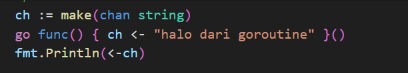 ch := make(chan string)
go func() { ch <- "halo dari goroutine" }()
fmt.Println(<-ch)